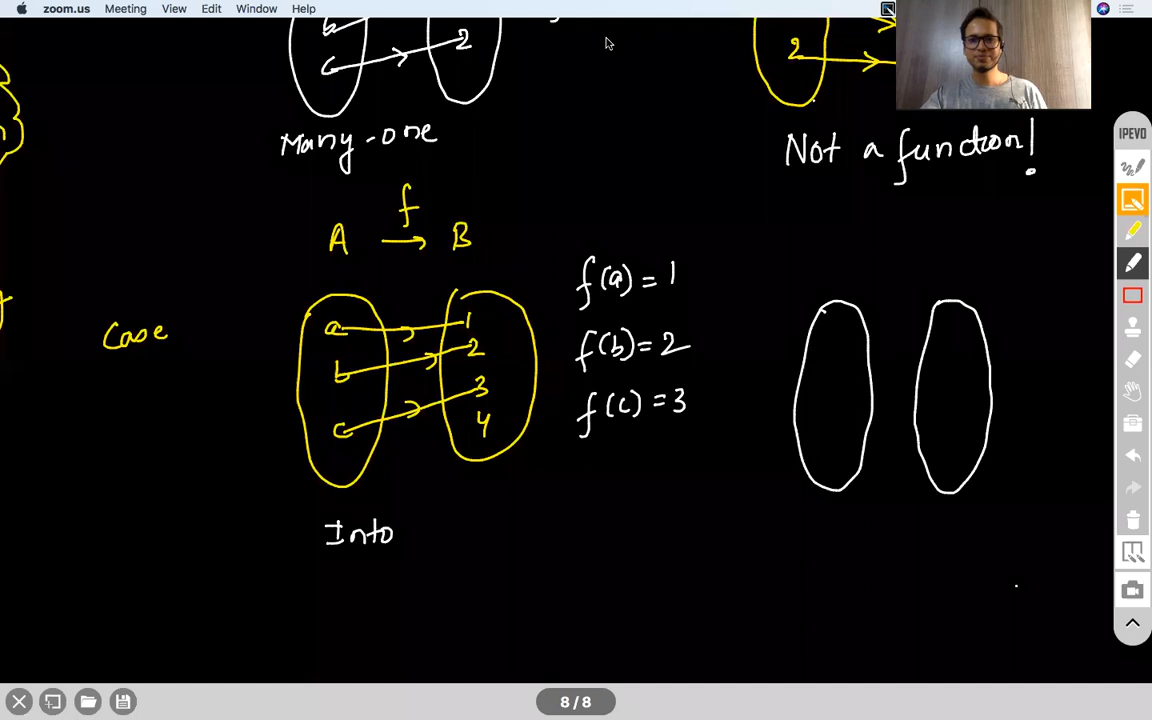 zoom.us Meeting View Edit Window Help
b
c 2
2
Many-one
Not a function!
IPEVO
f
A → B
f(a) = 1
a 1
Case
b 2
f(b) = 2
3
f(c) = 3
c 4
Into
8 / 8